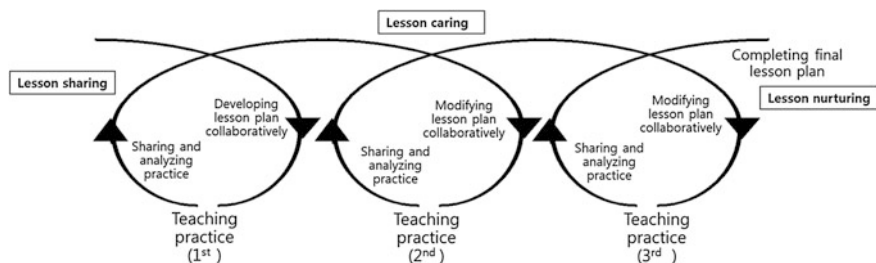 Lesson caring
Lesson sharing
Completing final
lesson plan
Lesson nurturing
Developing
lesson plan
collaboratively
Sharing and
analyzing
practice
Teaching
practice
(1st)
Modifying
lesson plan
collaboratively
Sharing and
analyzing
practice
Teaching
practice
(2nd)
Modifying
lesson plan
collaboratively
Sharing and
analyzing
practice
Teaching
practice
(3rd)